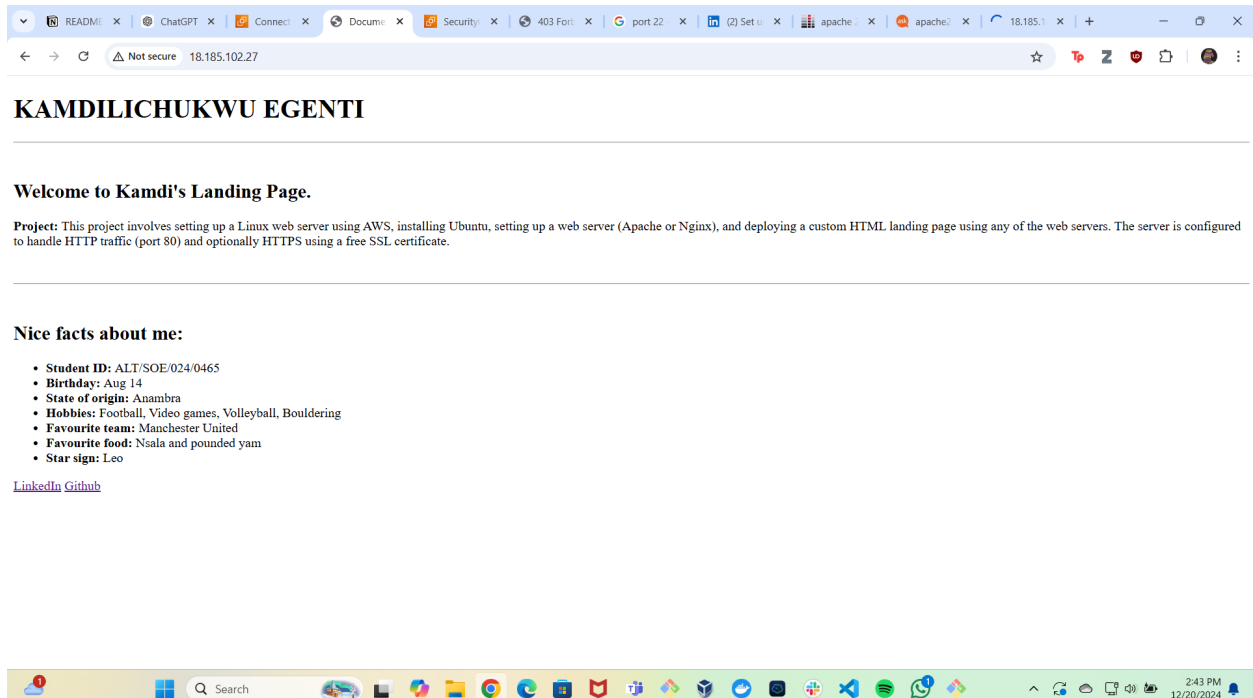 README
ChatGPT
Connect
Docume
Security
403 Forb
port 22
(2) Set u
apache 2
apache2
18.185.1
Not secure 18.185.102.27
KAMDILICHUKWU EGENTI
Welcome to Kamdi's Landing Page.
Project: This project involves setting up a Linux web server using AWS, installing Ubuntu, setting up a web server (Apache or Nginx), and deploying a custom HTML landing page using any of the web servers. The server is configured
to handle HTTP traffic (port 80) and optionally HTTPS using a free SSL certificate.
Nice facts about me:
• Student ID: ALT/SOE/024/0465
• Birthday: Aug 14
• State of origin: Anambra
• Hobbies: Football, Video games, Volleyball, Bouldering
• Favourite team: Manchester United
• Favourite food: Nsala and pounded yam
• Star sign: Leo
LinkedIn Github
1
Search
1
2:43 PM
12/20/2024